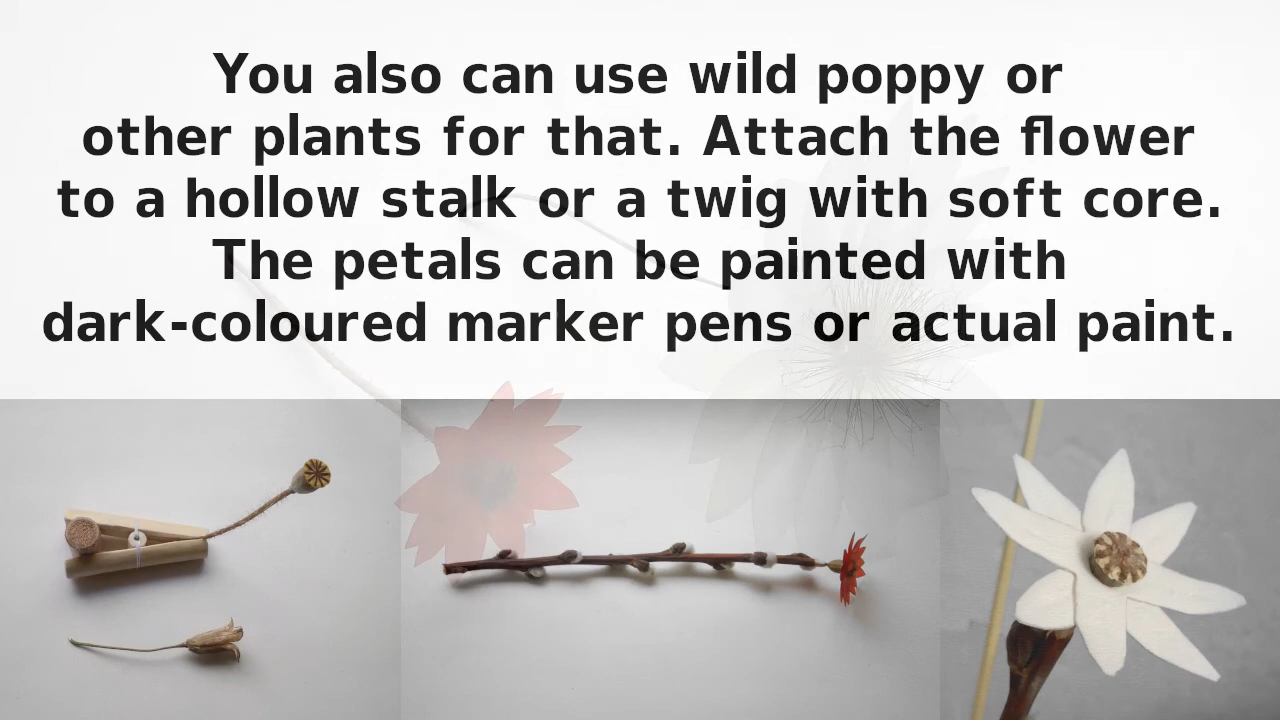 You also can use wild poppy or
other plants for that. Attach the flower
to a hollow stalk or a twig with soft core.
The petals can be painted with
dark-coloured marker pens or actual paint.